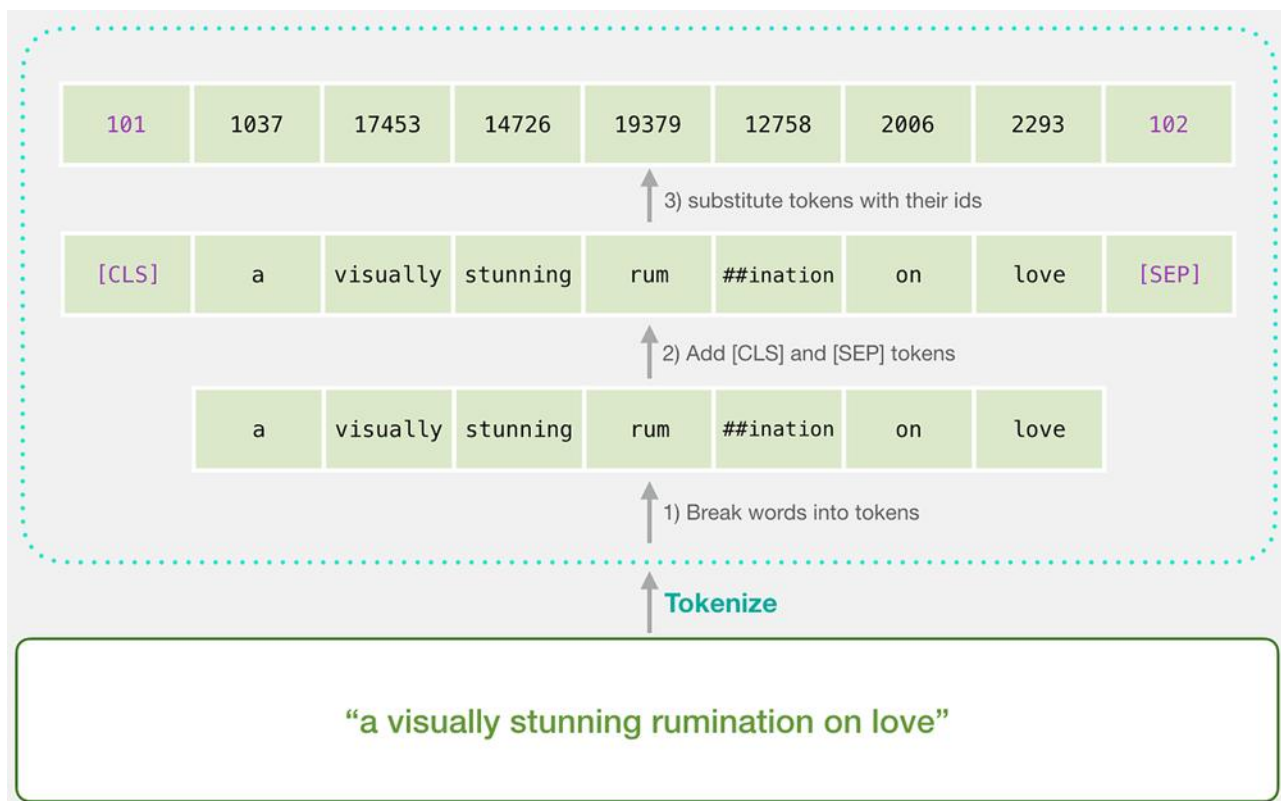 101 1037 17453 14726 19379 12758 2006 2293 102
3) substitute tokens with their ids
[CLS] a visually stunning rum ##ination on love [SEP]
2) Add [CLS] and [SEP] tokens
a visually stunning rum ##ination on love
1) Break words into tokens
Tokenize
“a visually stunning rumination on love”